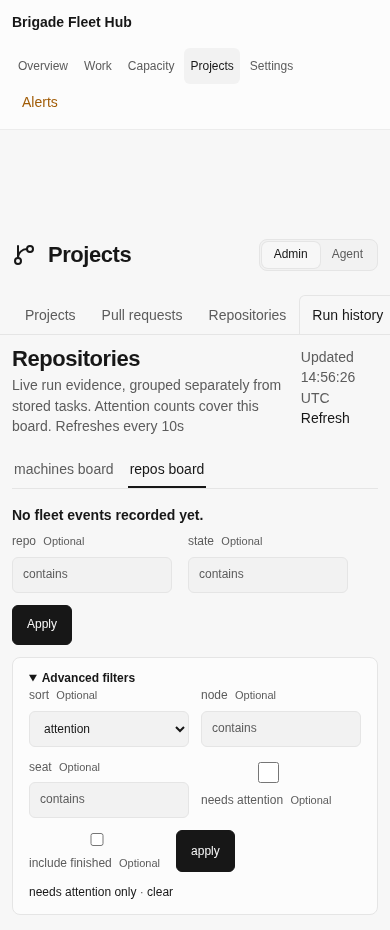 Brigade Fleet Hub
Overview Work Capacity Projects Settings
Alerts
Projects
Admin Agent
Projects Pull requests Repositories Run history
Repositories
Live run evidence, grouped separately from
stored tasks. Attention counts cover this
board. Refreshes every 10s
Updated
14:56:26
UTC
Refresh
machines board repos board
No fleet events recorded yet.
repo Optional state Optional
contains contains
Apply
▼ Advanced filters
sort Optional node Optional
attention contains
seat Optional
contains
needs attention Optional
include finished Optional apply
needs attention only · clear